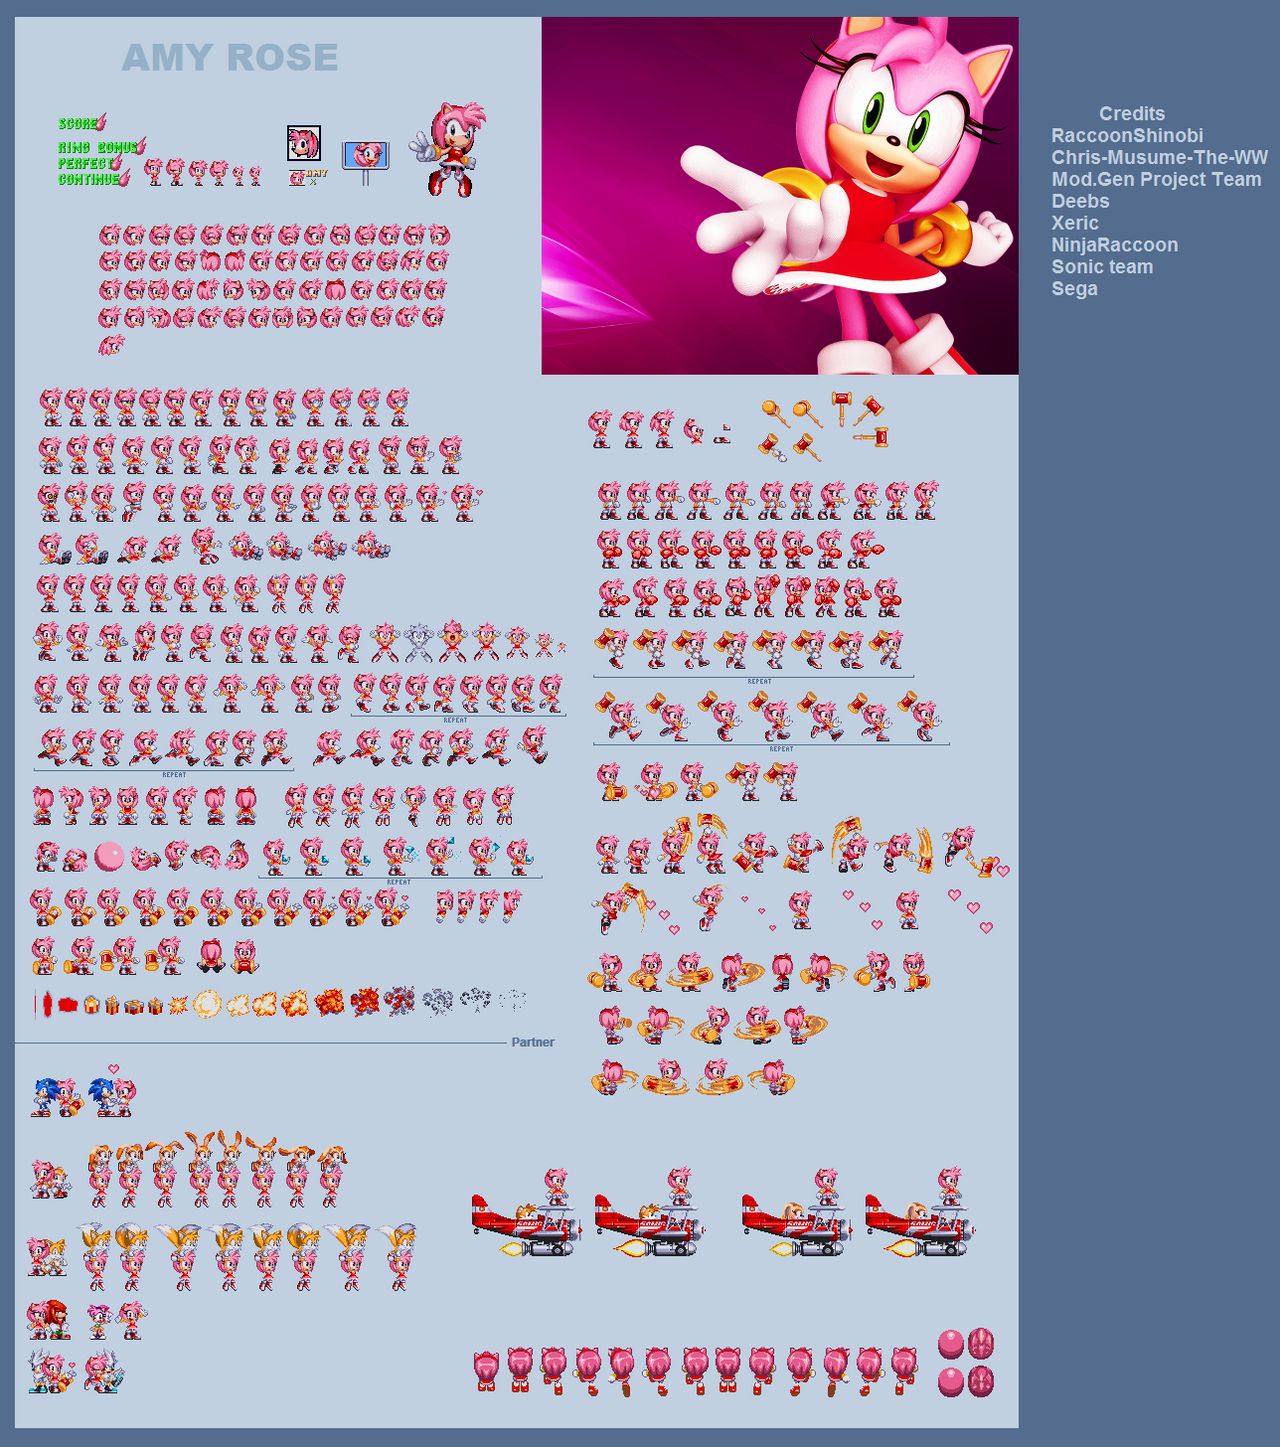 AMY ROSE
SCORE
RING BONUS
PERFECT
CONTINUE
AMY
X
Credits
RaccoonShinobi
Chris-Musume-The-WW
Mod.Gen Project Team
Deebs
Xeric
NinjaRaccoon
Sonic team
Sega
REPEAT
REPEAT
REPEAT
REPEAT
REPEAT
Partner